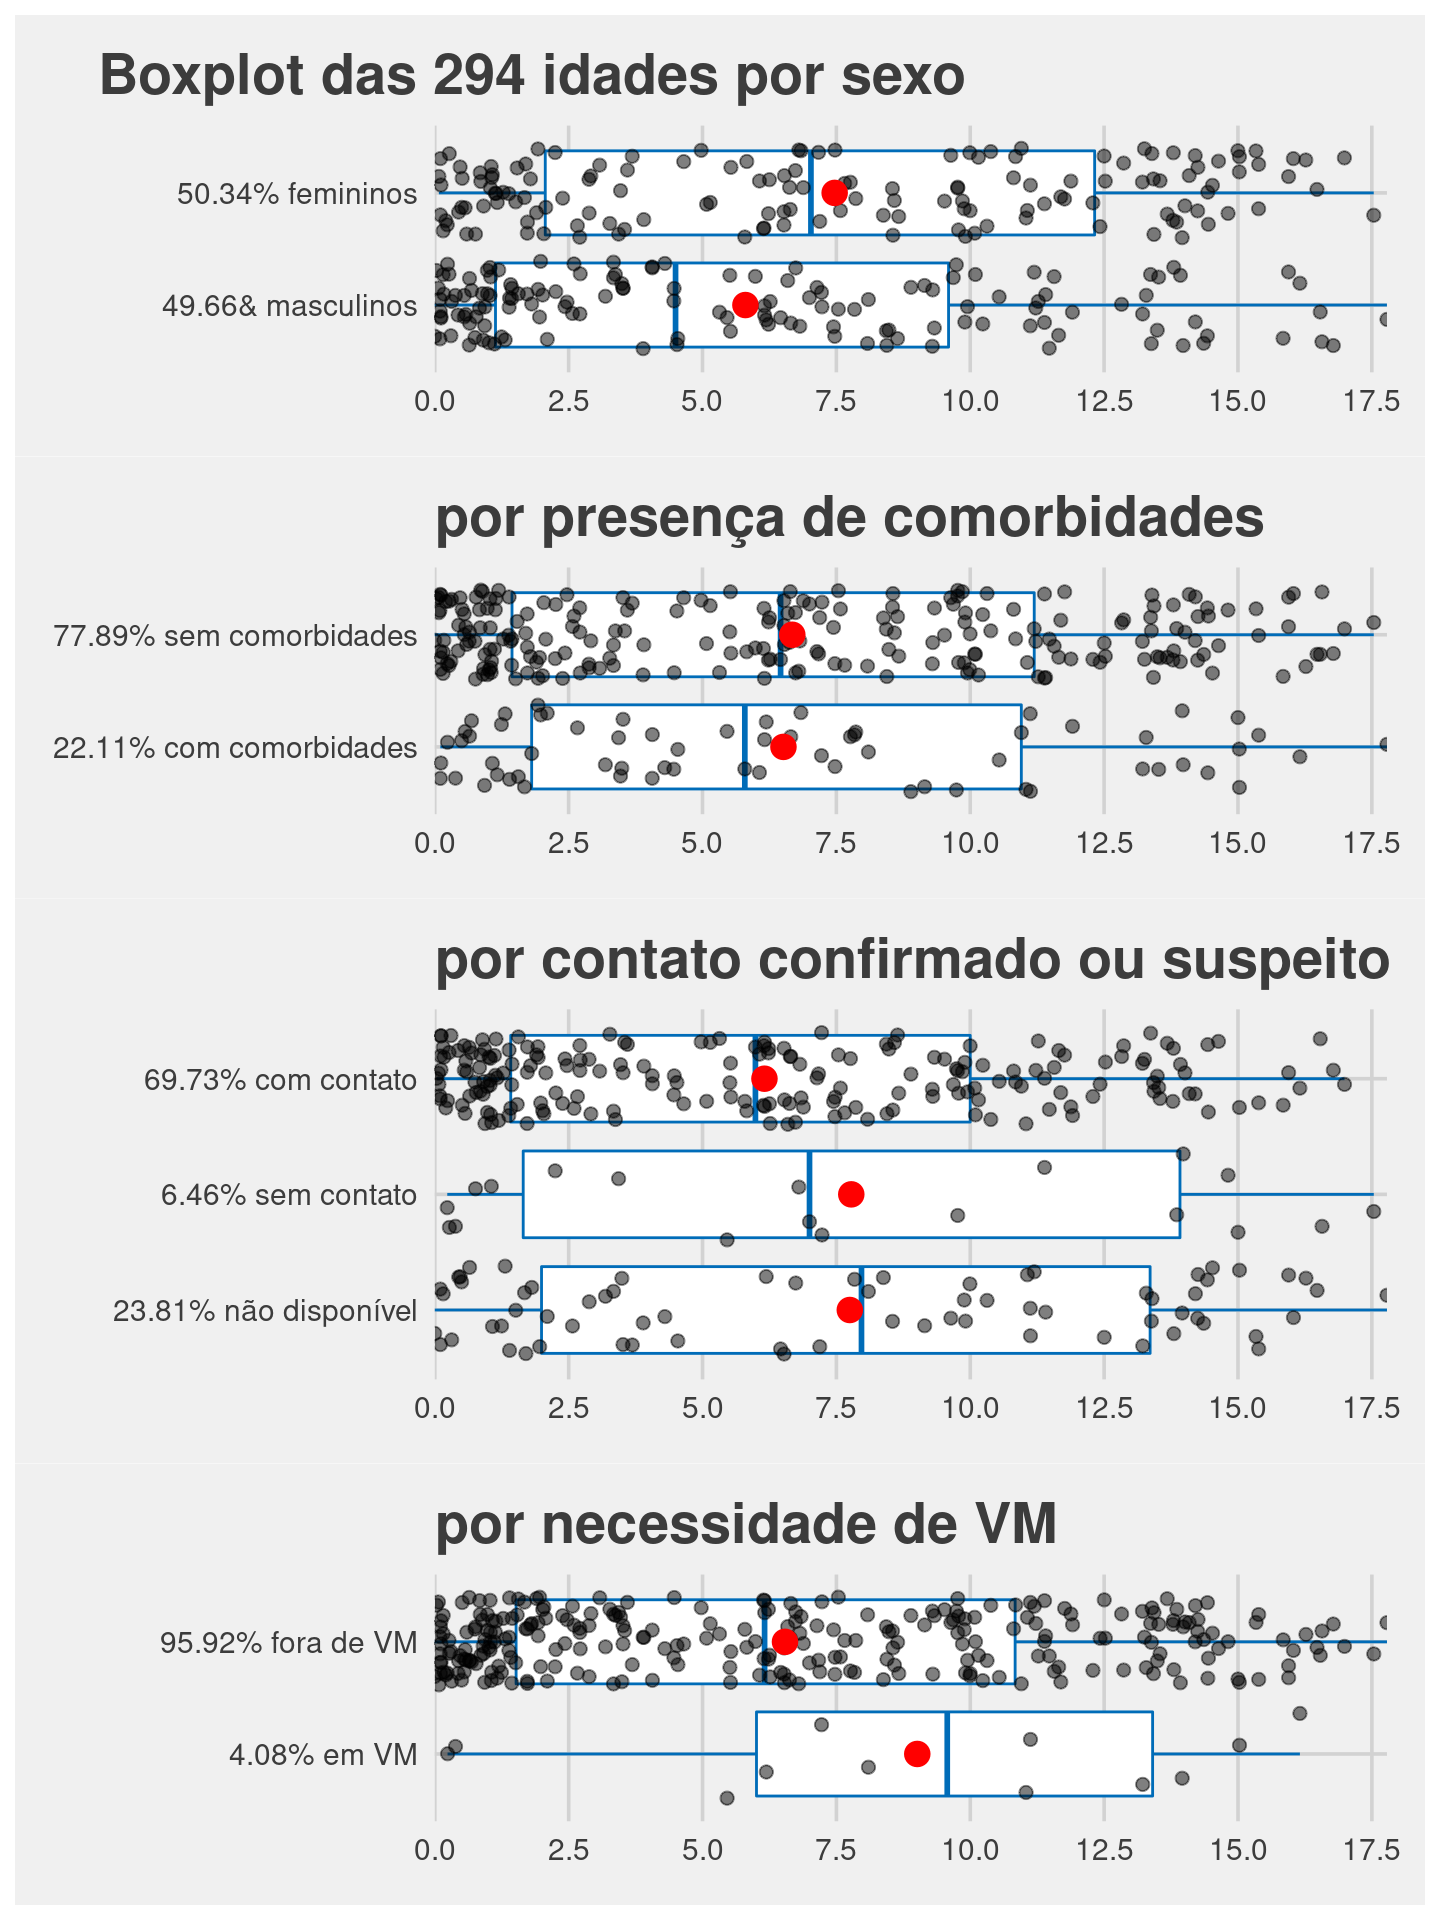 Boxplot das 294 idades por sexo
50.34% femininos
49.66& masculinos
0.0 2.5 5.0 7.5 10.0 12.5 15.0 17.5
por presença de comorbidades
77.89% sem comorbidades
22.11% com comorbidades
0.0 2.5 5.0 7.5 10.0 12.5 15.0 17.5
por contato confirmado ou suspeito
69.73% com contato
6.46% sem contato
23.81% não disponível
0.0 2.5 5.0 7.5 10.0 12.5 15.0 17.5
por necessidade de VM
95.92% fora de VM
4.08% em VM
0.0 2.5 5.0 7.5 10.0 12.5 15.0 17.5